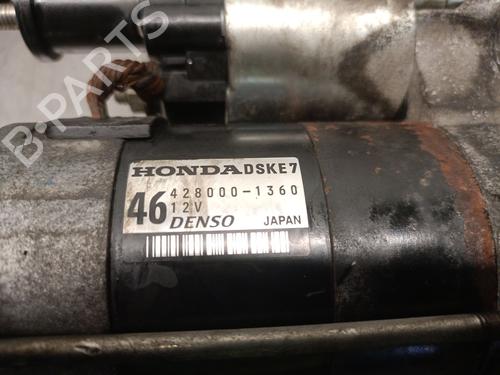 HONDA DSKE7
46 428000-1360
12V
DENSO JAPAN
B-PARTS